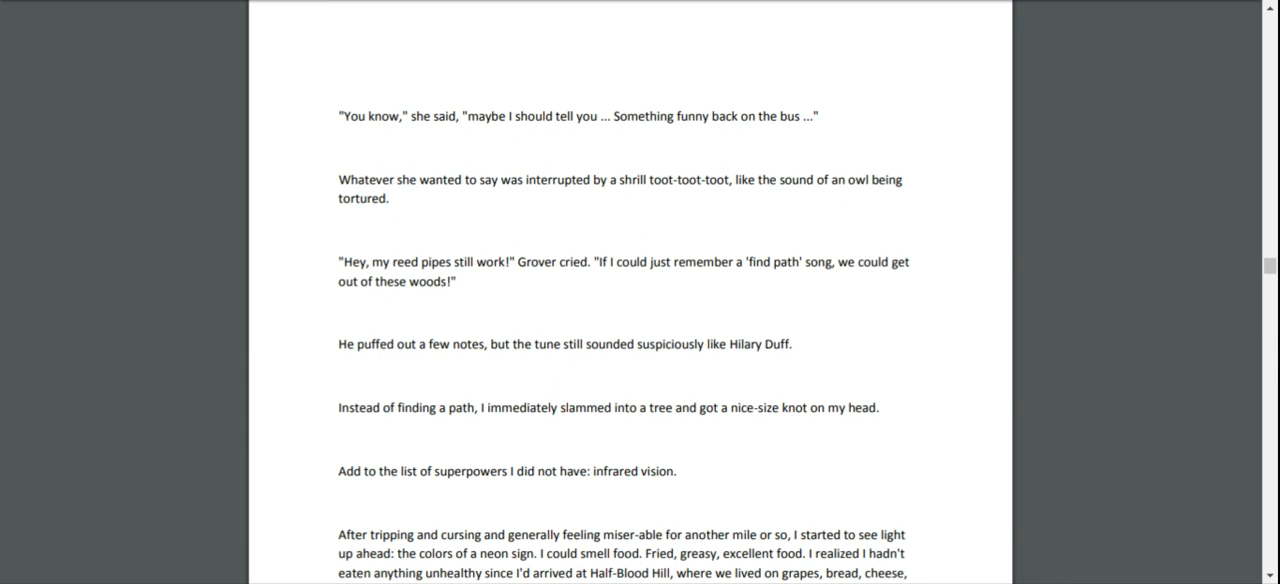 "You know," she said, "maybe I should tell you ... Something funny back on the bus ..."
Whatever she wanted to say was interrupted by a shrill toot-toot-toot, like the sound of an owl being
tortured.
"Hey, my reed pipes still work!" Grover cried. "If I could just remember a 'find path' song, we could get
out of these woods!"
He puffed out a few notes, but the tune still sounded suspiciously like Hilary Duff.
Instead of finding a path, I immediately slammed into a tree and got a nice-size knot on my head.
Add to the list of superpowers I did not have: infrared vision.
After tripping and cursing and generally feeling miser-able for another mile or so, I started to see light
up ahead: the colors of a neon sign. I could smell food. Fried, greasy, excellent food. I realized I hadn't
eaten anything unhealthy since I'd arrived at Half-Blood Hill, where we lived on grapes, bread, cheese,